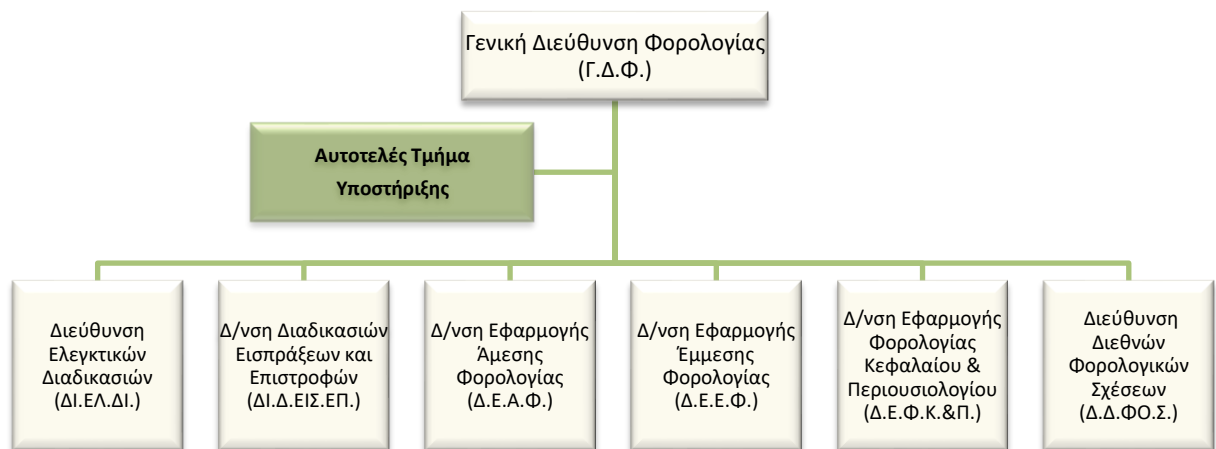 Γενική Διεύθυνση Φορολογίας
(Γ.Δ.Φ.)
Αυτοτελές Τμήμα
Υποστήριξης
Διεύθυνση
Ελεγκτικών
Διαδικασιών
(ΔΙ.ΕΛ.ΔΙ.)
Δ/νση Διαδικασιών
Εισπράξεων και
Επιστροφών
(ΔΙ.Δ.ΕΙΣ.ΕΠ.)
Δ/νση Εφαρμογής
Άμεσης
Φορολογίας
(Δ.Ε.Α.Φ.)
Δ/νση Εφαρμογής
Έμμεσης
Φορολογίας
(Δ.Ε.Ε.Φ.)
Δ/νση Εφαρμογής
Φορολογίας
Κεφαλαίου &
Περιουσιολογίου
(Δ.Ε.Φ.Κ.&Π.)
Διεύθυνση
Διεθνών
Φορολογικών
Σχέσεων
(Δ.Δ.ΦΟ.Σ.)